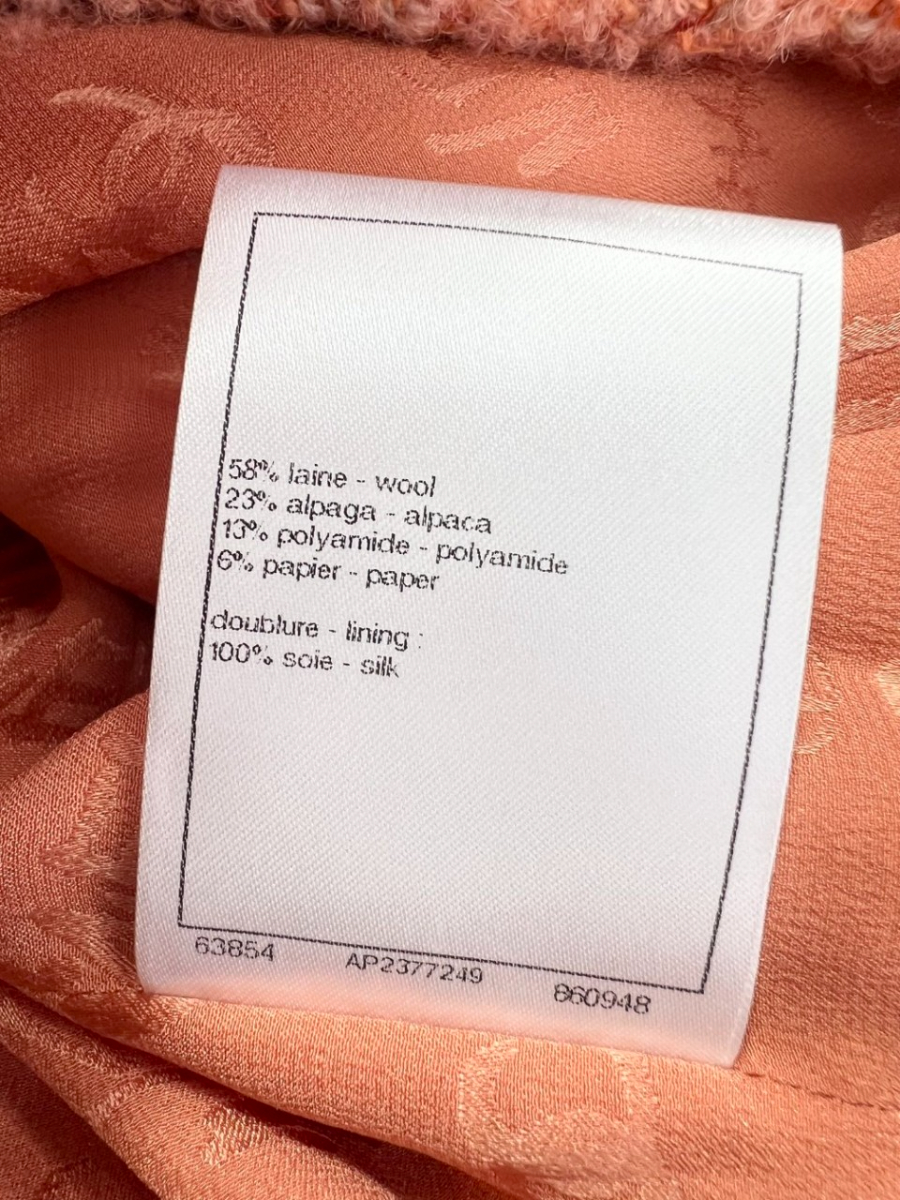 58% laine - wool
23% alpaga - alpaca
13% polyamide - polyamide
6% papier - paper
doublure - lining :
100% soie - silk
63854 AP2377249 860948